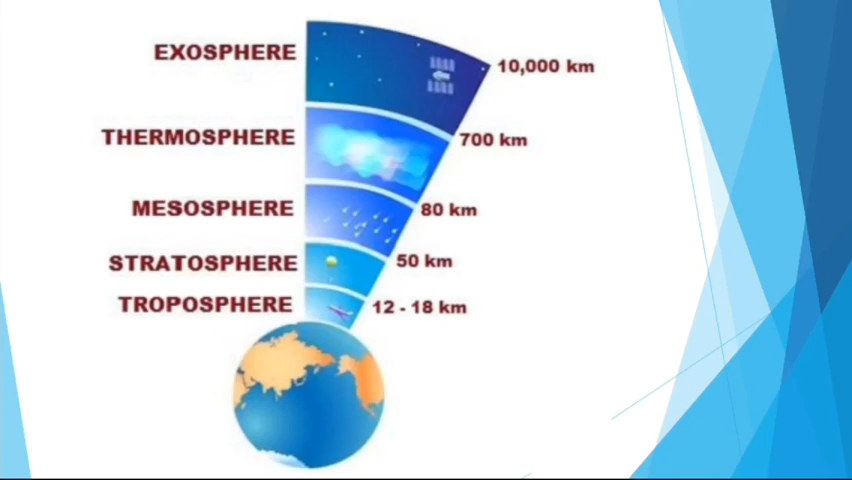 EXOSPHERE
10,000 km
THERMOSPHERE
700 km
MESOSPHERE
80 km
STRATOSPHERE
50 km
TROPOSPHERE
12 - 18 km